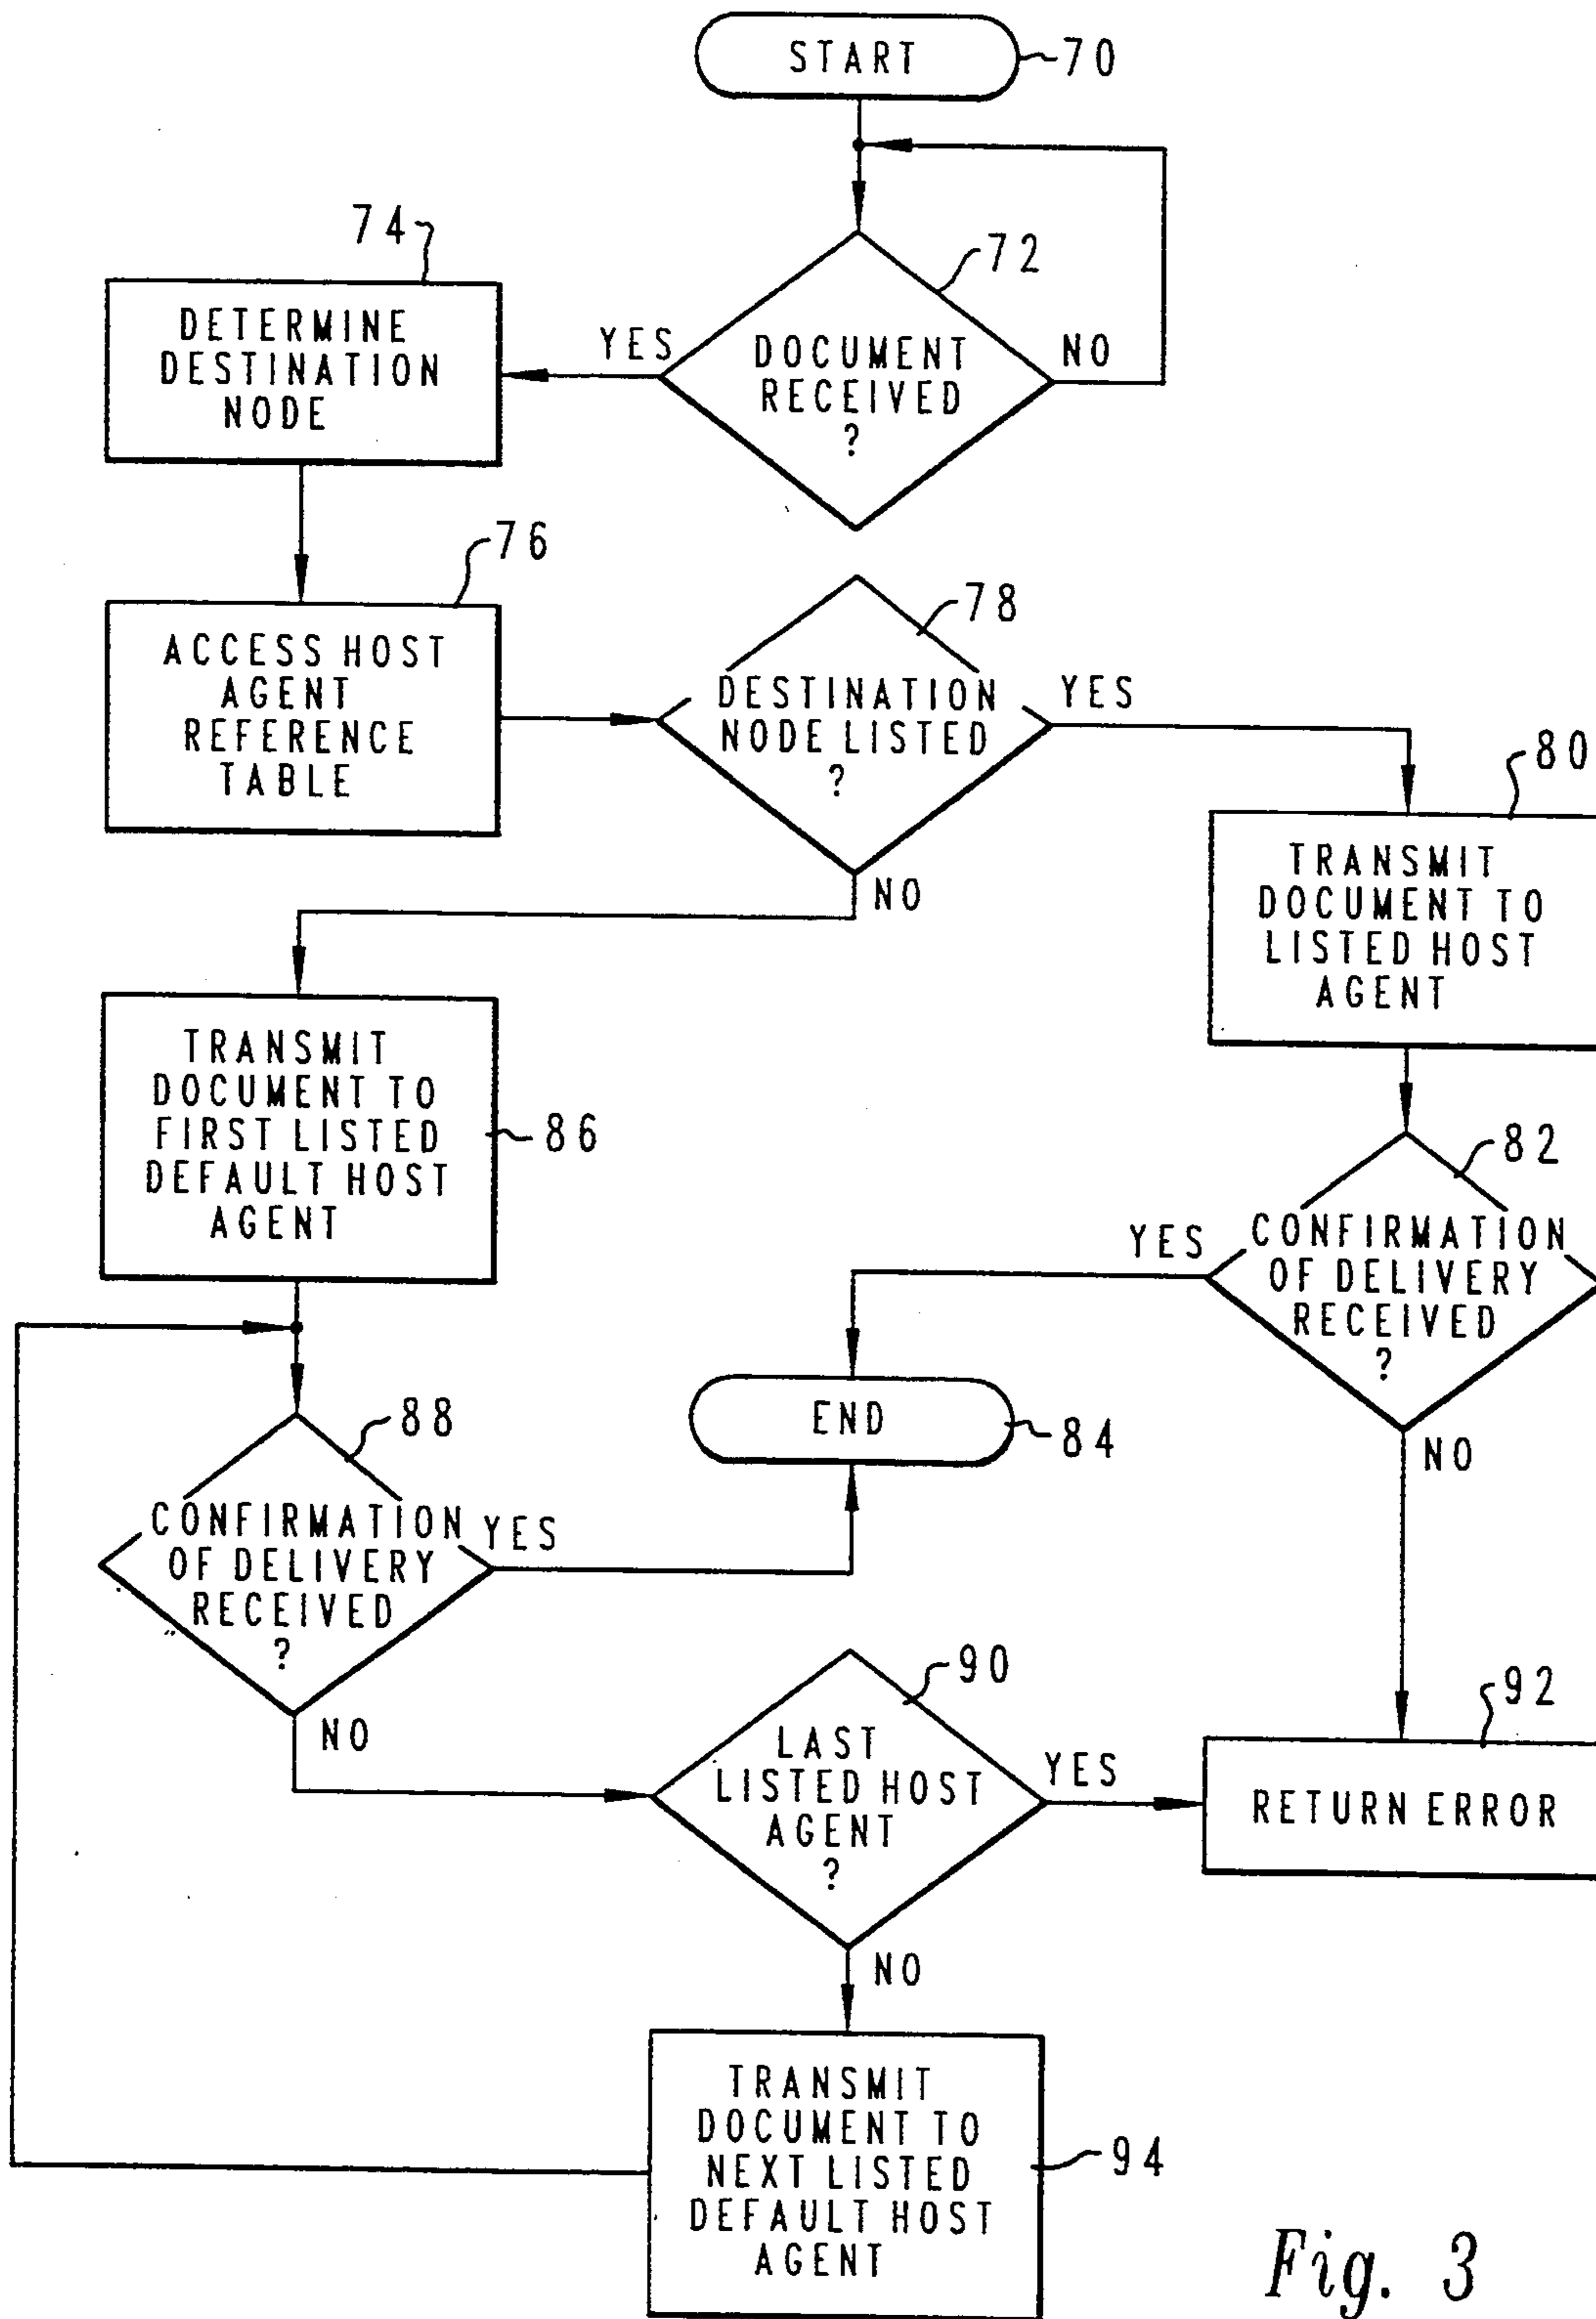 START
70
74
72
DETERMINE
DESTINATION
NODE
YES
DOCUMENT
RECEIVED
?
NO
76
78
ACCESS HOST
AGENT
REFERENCE
TABLE
DESTINATION
NODE LISTED
?
YES
NO
80
TRANSMIT
DOCUMENT TO
LISTED HOST
AGENT
TRANSMIT
DOCUMENT TO
FIRST LISTED
DEFAULT HOST
AGENT
86
82
YES
CONFIRMATION
OF DELIVERY
RECEIVED
?
NO
END
84
88
CONFIRMATION
OF DELIVERY
RECEIVED
?
YES
NO
90
LAST
LISTED HOST
AGENT
?
YES
NO
92
RETURN ERROR
TRANSMIT
DOCUMENT TO
NEXT LISTED
DEFAULT HOST
AGENT
94
Fig. 3